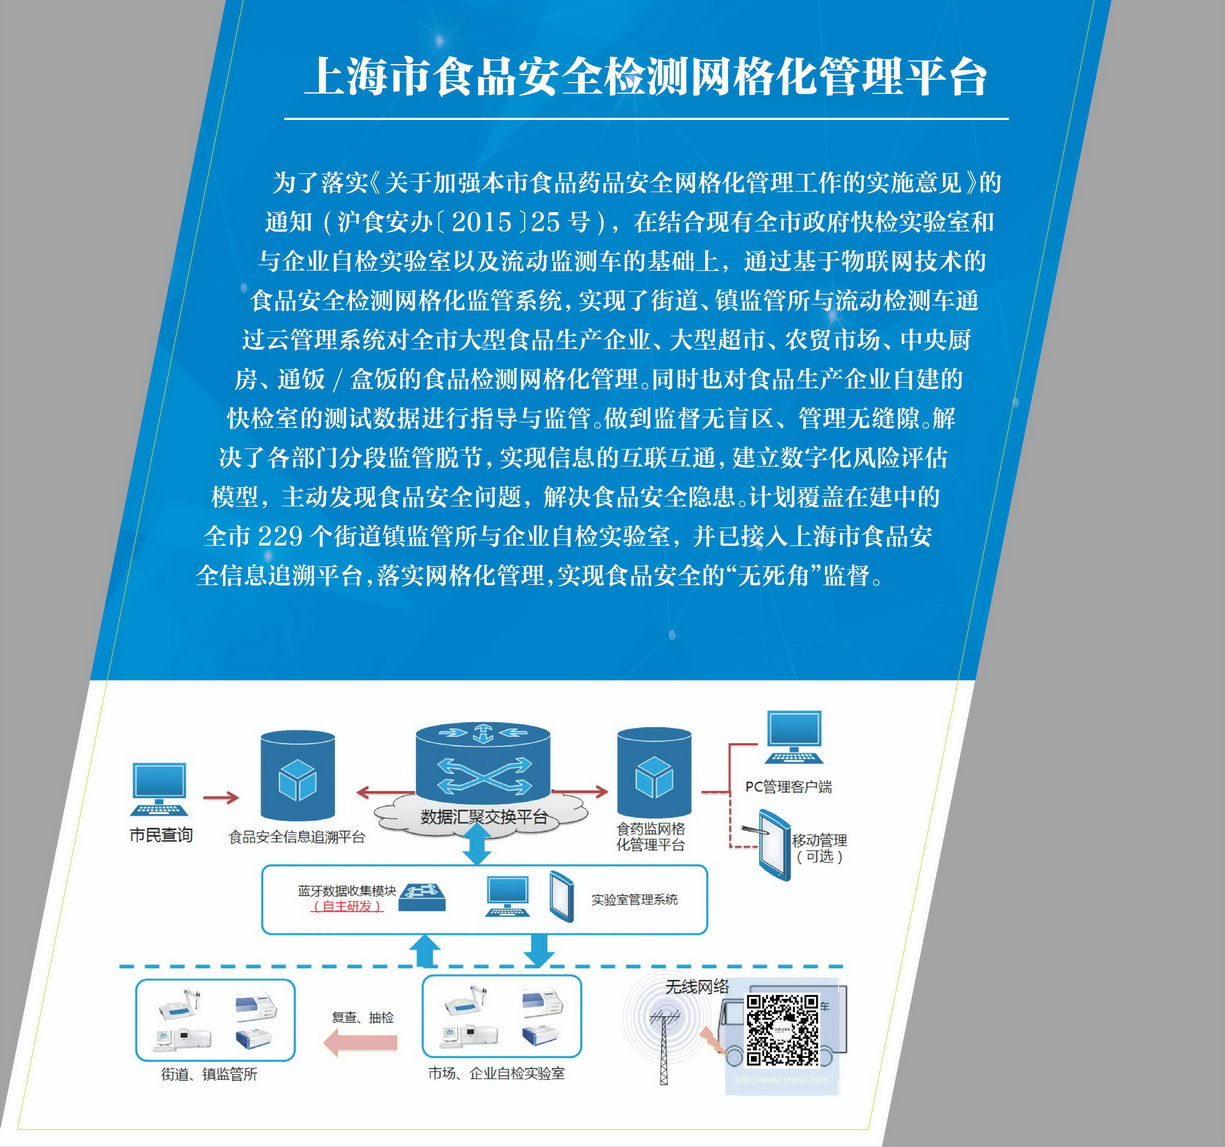 上海市食品安全检测网格化管理平台
为了落实《关于加强本市食品药品安全网格化管理工作的实施意见》的
通知（沪食安办〔2015〕25 号），在结合现有全市政府快检实验室和
与企业自检实验室以及流动监测车的基础上，通过基于物联网技术的
食品安全检测网格化监管系统，实现了街道、镇监管所与流动检测车通
过云管理系统对全市大型食品生产企业、大型超市、农贸市场、中央厨
房、通饭 / 盒饭的食品检测网格化管理。同时也对食品生产企业自建的
快检室的测试数据进行指导与监管。做到监督无盲区、管理无缝隙。解
决了各部门分段监管脱节，实现信息的互联互通，建立数字化风险评估
模型，主动发现食品安全问题，解决食品安全隐患。计划覆盖在建中的
全市 229 个街道镇监管所与企业自检实验室，并已接入上海市食品安
全信息追溯平台，落实网格化管理，实现食品安全的“无死角”监督。
市民查询
食品安全信息追溯平台
数据汇聚交换平台
食药监网格
化管理平台
PC管理客户端
移动管理
（可选）
蓝牙数据收集模块
（自主研发）
实验室管理系统
无线网络
车
复查、抽检
街道、镇监管所
市场、企业自检实验室
http://www.inesa.com